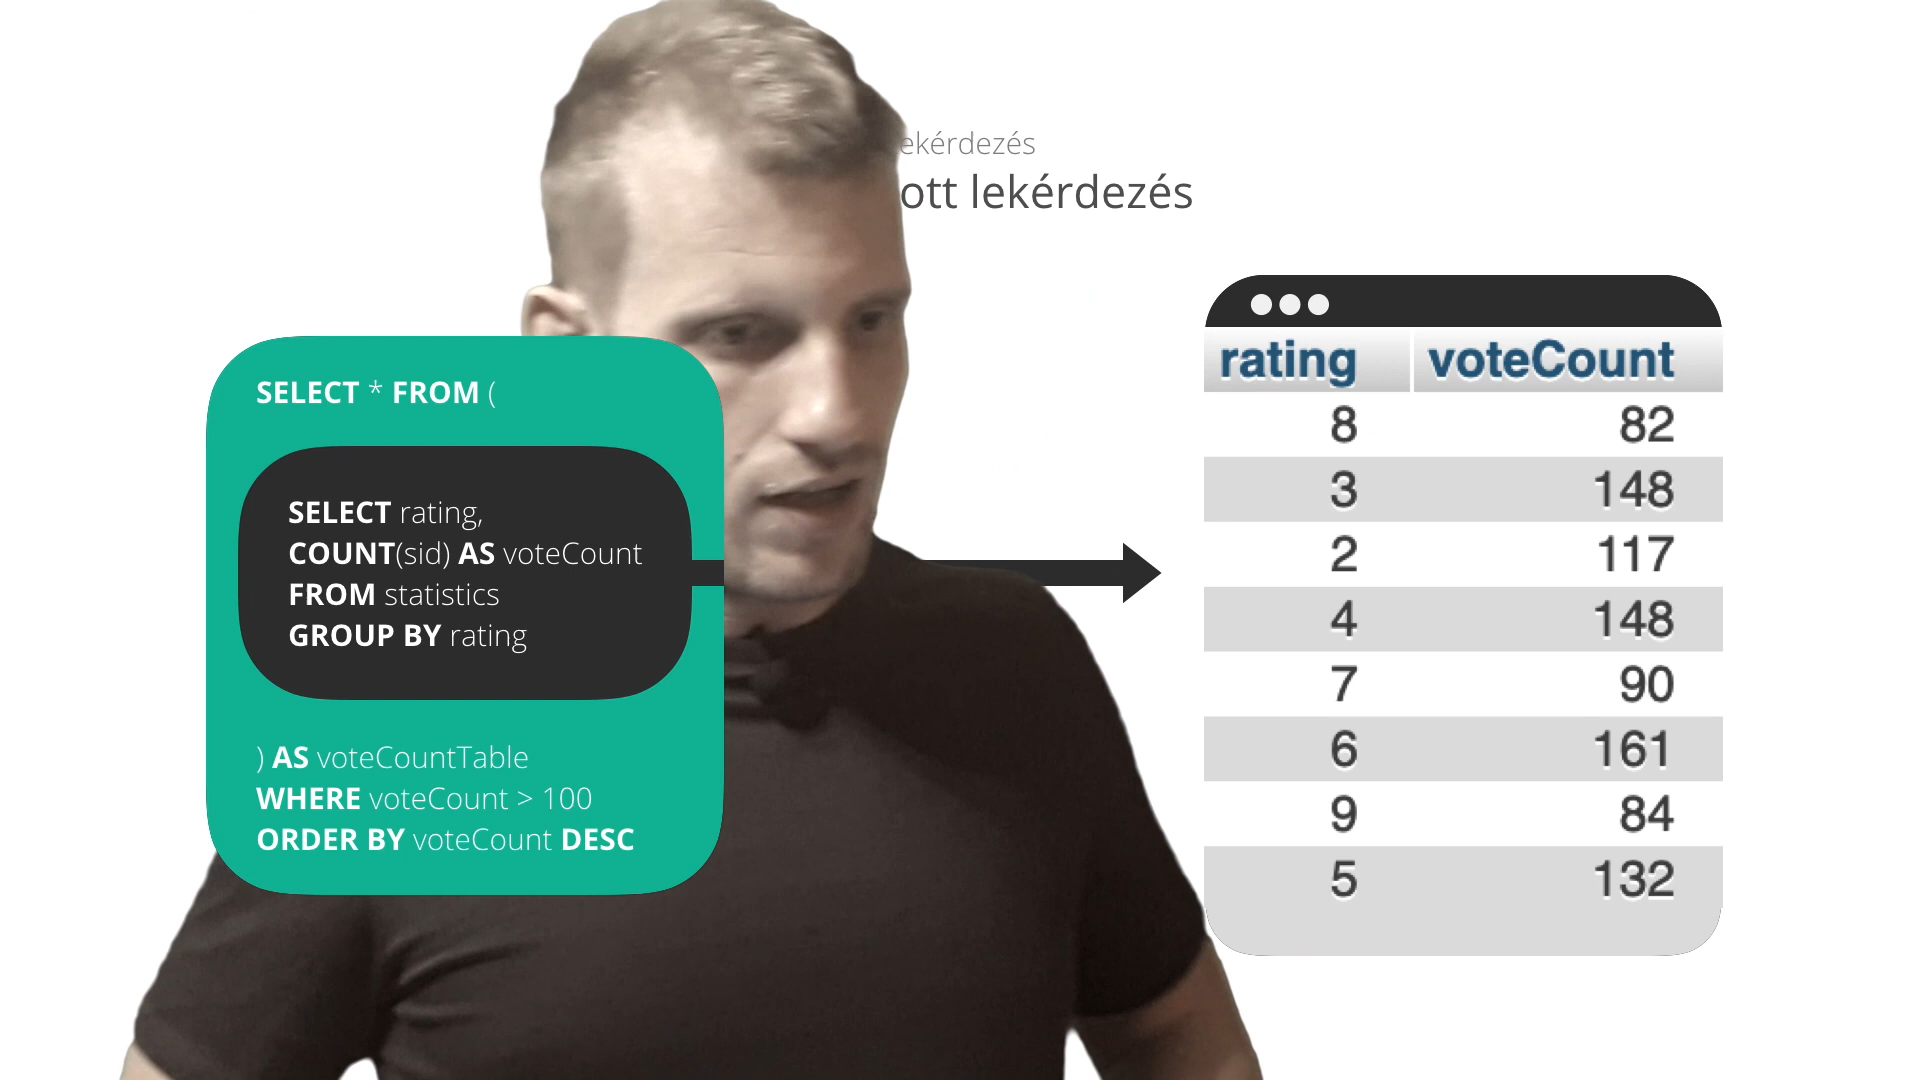 lekérdezés
SELECT * FROM (
SELECT rating,
COUNT(sid) AS voteCount
FROM statistics
GROUP BY rating
) AS voteCountTable
WHERE voteCount > 100
ORDER BY voteCount DESC
rating voteCount
8 82
3 148
2 117
4 148
7 90
6 161
9 84
5 132